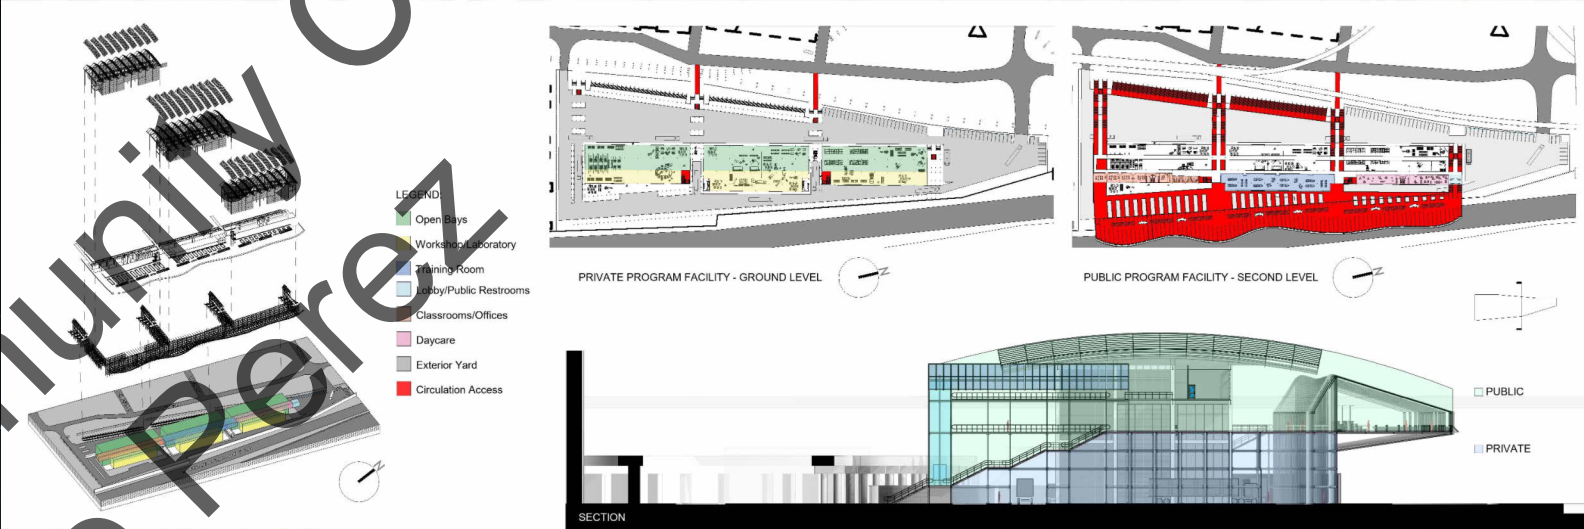 LEGEND:
Open Bays
Workshop/Laboratory
Training Room
Lobby/Public Restrooms
Classrooms/Offices
Daycare
Exterior Yard
Circulation Access
PRIVATE PROGRAM FACILITY - GROUND LEVEL
N
PUBLIC PROGRAM FACILITY - SECOND LEVEL
N
N
PUBLIC
PRIVATE
SECTION
Perez